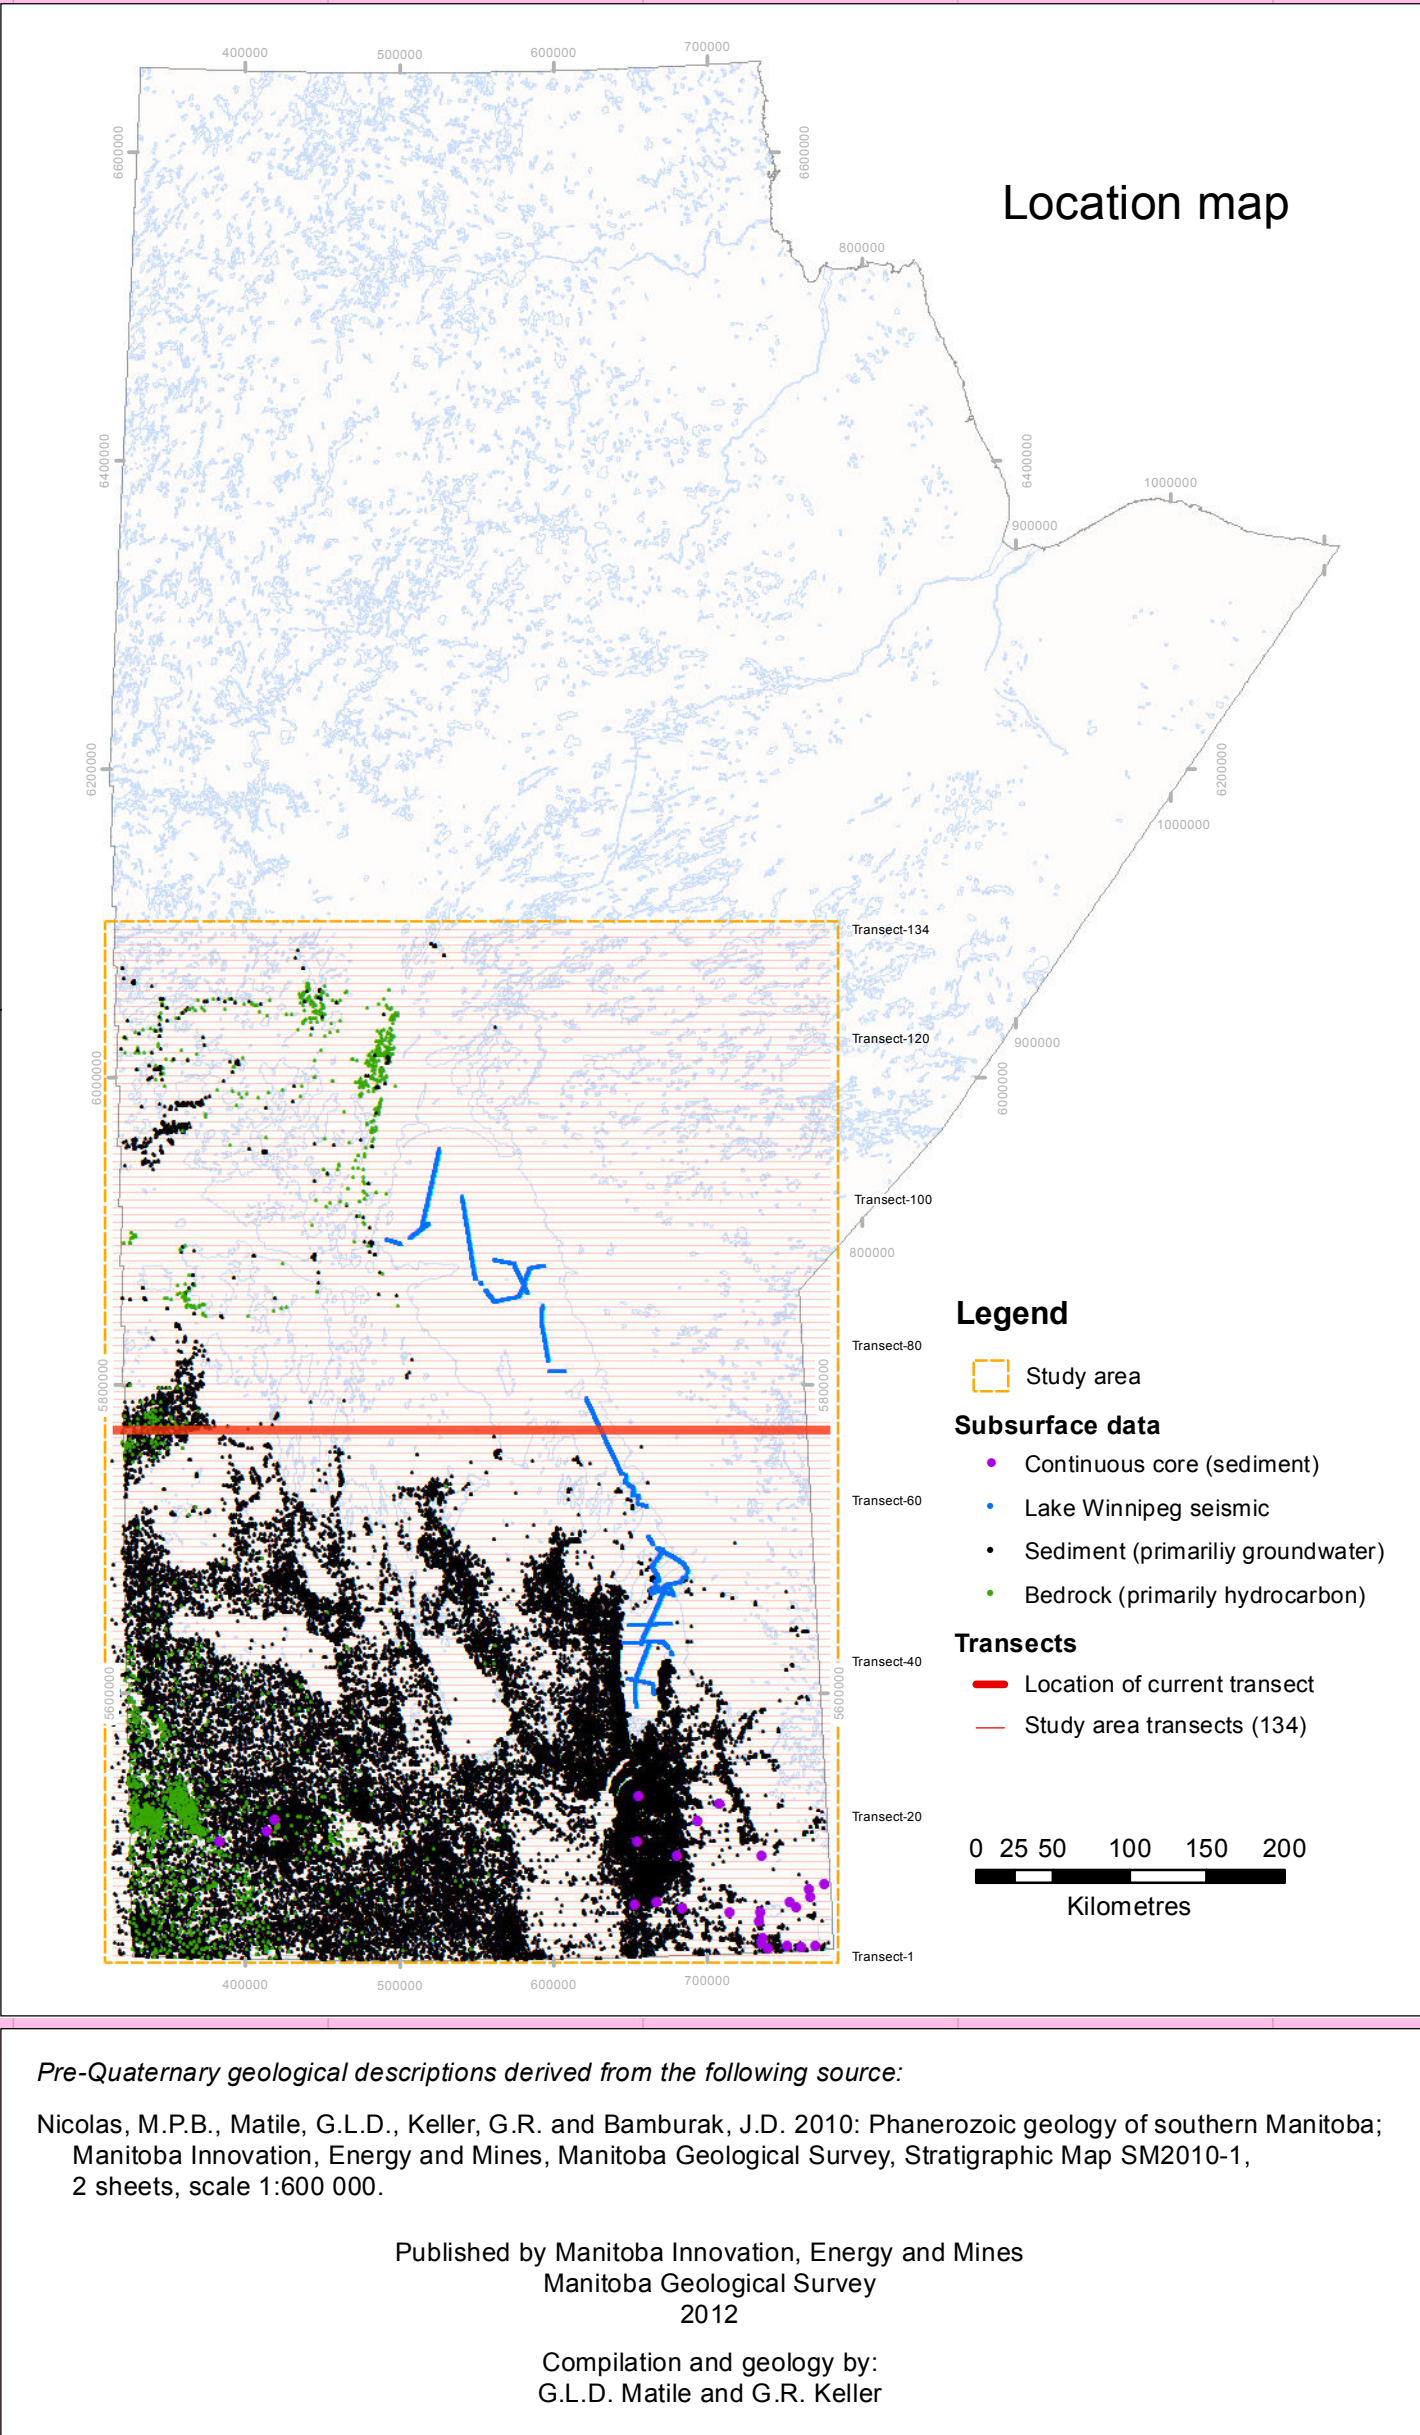 400000
500000
600000
700000
6600000
6600000
Location map
800000
6400000
6400000
1000000
900000
6200000
6200000
1000000
Transect-134
Transect-120
900000
6000000
6000000
Transect-100
800000
Transect-80
5800000
5800000
Transect-60
Transect-40
5600000
5600000
Transect-20
Transect-1
400000
500000
600000
700000
Legend
Study area
Subsurface data
Continuous core (sediment)
Lake Winnipeg seismic
Sediment (primariliy groundwater)
Bedrock (primarily hydrocarbon)
Transects
Location of current transect
Study area transects (134)
0 25 50 100 150 200
Kilometres
Pre-Quaternary geological descriptions derived from the following source:
Nicolas, M.P.B., Matile, G.L.D., Keller, G.R. and Bamburak, J.D. 2010: Phanerozoic geology of southern Manitoba;
Manitoba Innovation, Energy and Mines, Manitoba Geological Survey, Stratigraphic Map SM2010-1,
2 sheets, scale 1:600 000.
Published by Manitoba Innovation, Energy and Mines
Manitoba Geological Survey
2012
Compilation and geology by:
G.L.D. Matile and G.R. Keller